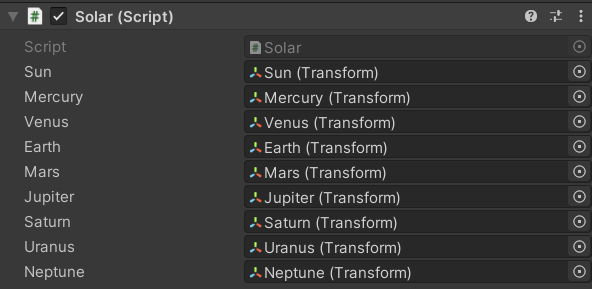 Solar (Script)
Script Solar
Sun Sun (Transform)
Mercury Mercury (Transform)
Venus Venus (Transform)
Earth Earth (Transform)
Mars Mars (Transform)
Jupiter Jupiter (Transform)
Saturn Saturn (Transform)
Uranus Uranus (Transform)
Neptune Neptune (Transform)